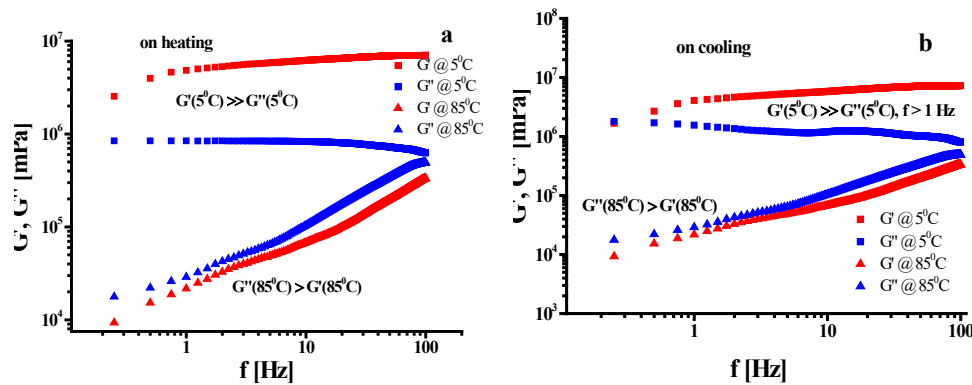 a
on heating
G' @ 5⁰C
G'' @ 5⁰C
G' @ 85⁰C
G'' @ 85⁰C
G'(5⁰C) >> G''(5⁰C)
G''(85⁰C) > G'(85⁰C)
G', G'' [mPa]
10⁷
10⁶
10⁵
10⁴
1
10
100
f [Hz]
b
on cooling
G'(5⁰C) >> G''(5⁰C), f > 1 Hz
G''(85⁰C) > G'(85⁰C)
G' @ 5⁰C
G'' @ 5⁰C
G' @ 85⁰C
G'' @ 85⁰C
G', G'' [mPa]
10⁸
10⁷
10⁶
10⁵
10⁴
10³
1
10
100
f [Hz]